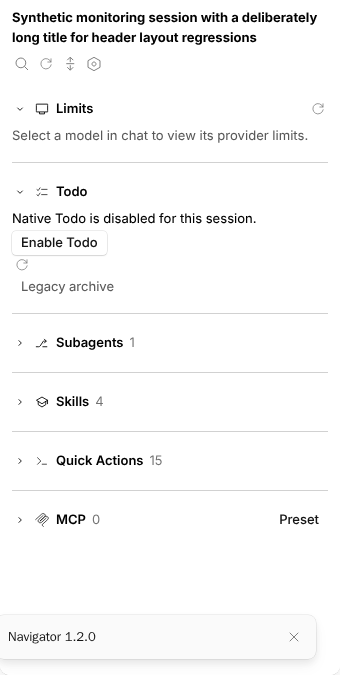 Synthetic monitoring session with a deliberately
long title for header layout regressions
Limits
Select a model in chat to view its provider limits.
Todo
Native Todo is disabled for this session.
Enable Todo
Legacy archive
Subagents 1
Skills 4
Quick Actions 15
MCP 0 Preset
Navigator 1.2.0